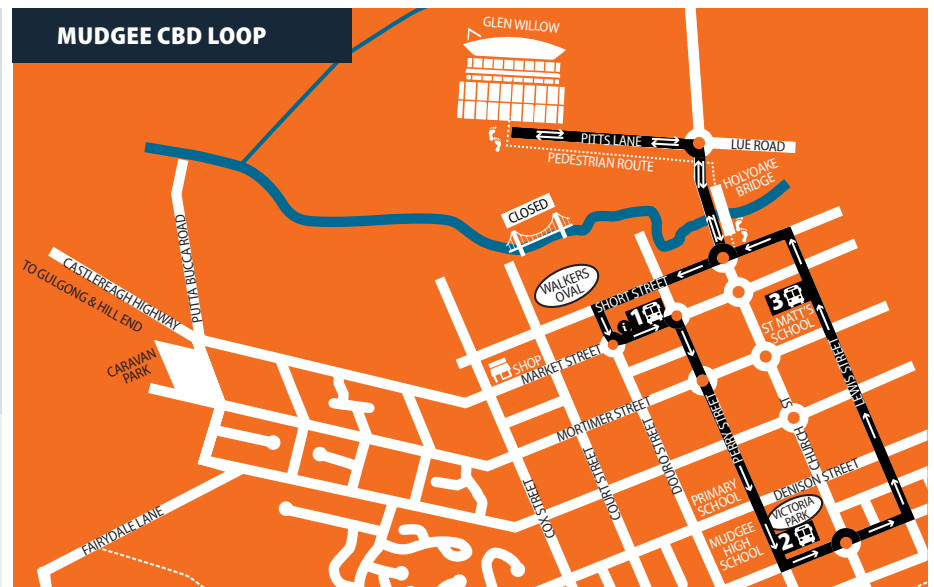 MUDGEE CBD LOOP
GLEN WILLOW
PITTS LANE
LUE ROAD
PEDESTRIAN ROUTE
HOLYOAKE
BRIDGE
CLOSED
PUTTA BUCCA ROAD
CASTLEREAGH HIGHWAY
TO GULGONG & HILL END
CARAVAN
PARK
WALKERS
OVAL
SHORT STREET
i
1
3
ST MATT'S
SCHOOL
SHOP
MARKET STREET
MORTIMER STREET
PERRY STREET
LEWIS STREET
CHURCH ST
COX STREET
COURT STREET
DOURO STREET
DENISON STREET
PRIMARY
SCHOOL
VICTORIA
PARK
MUDGEE
HIGH
SCHOOL
2
FAIRYDALE LANE